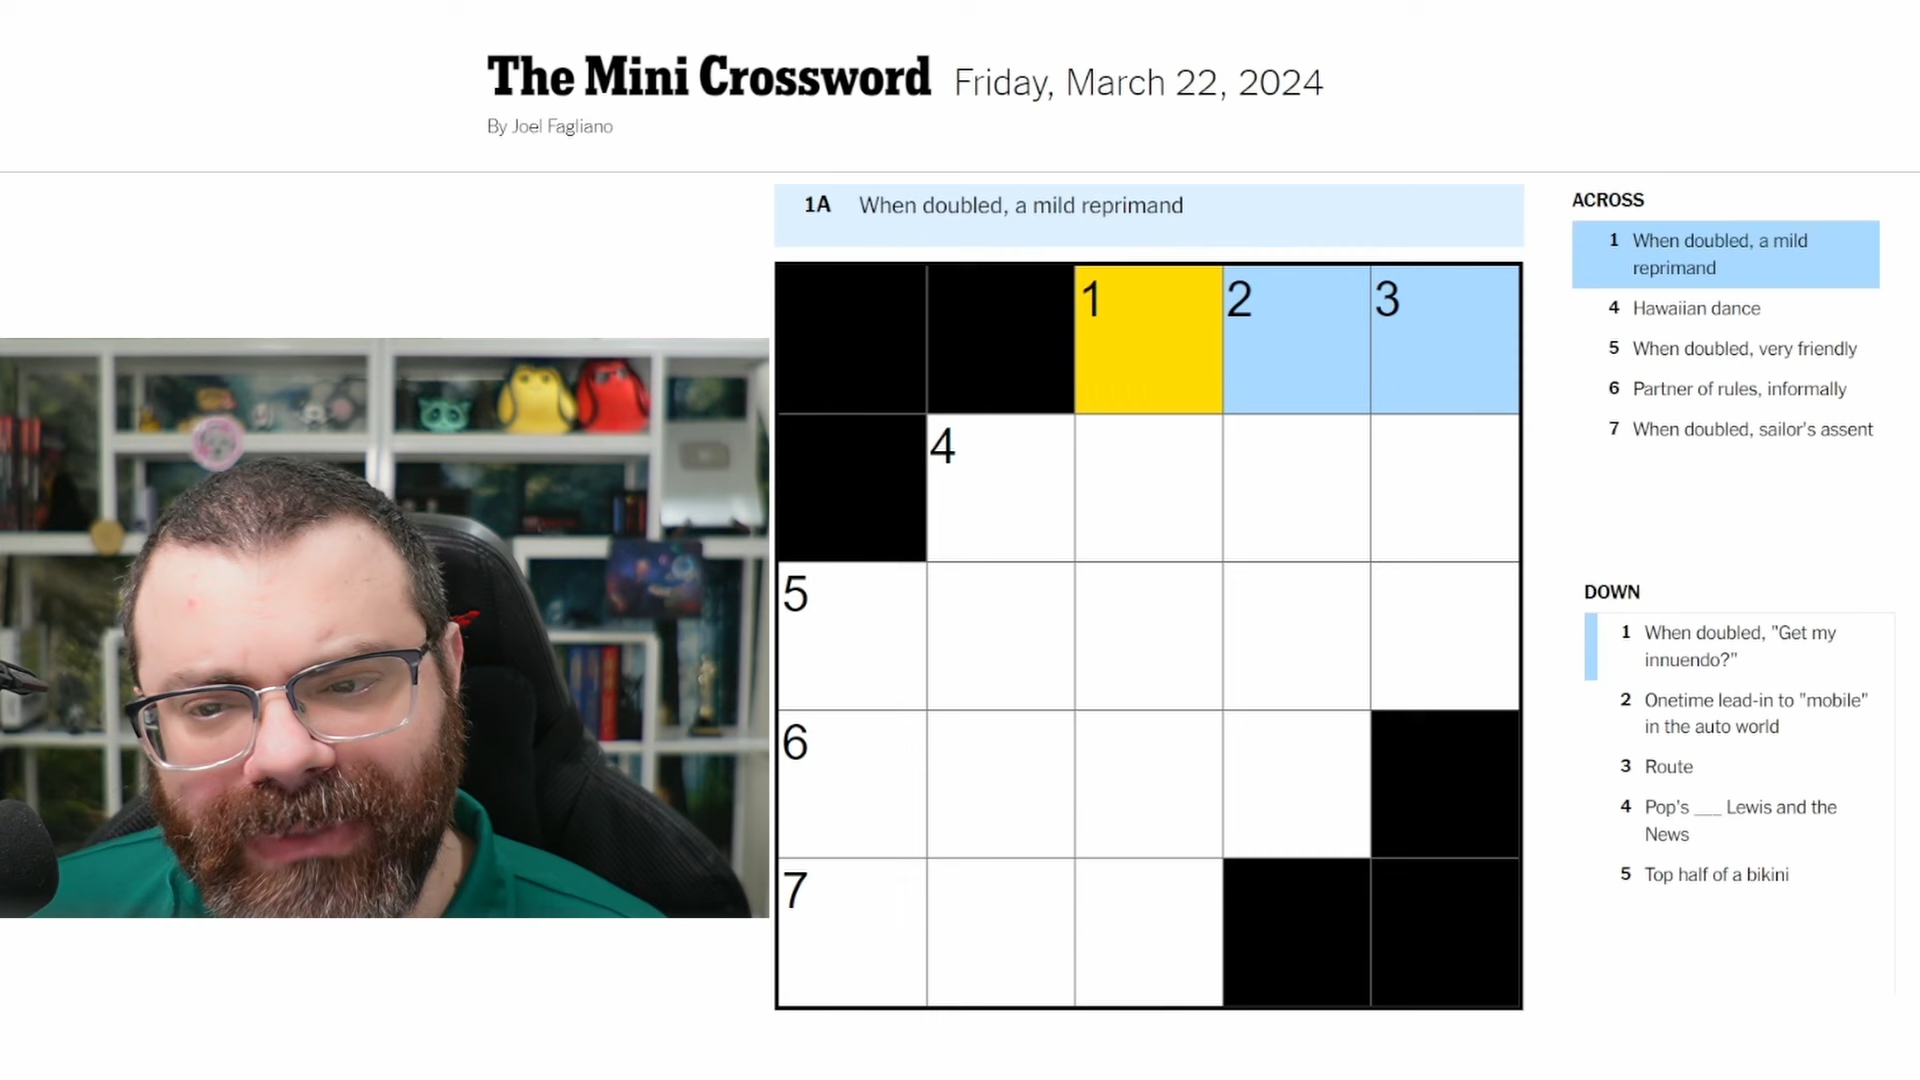 The Mini Crossword Friday, March 22, 2024
By Joel Fagliano
1A When doubled, a mild reprimand
1 2 3
4
5
6
7
ACROSS
1 When doubled, a mild
reprimand
4 Hawaiian dance
5 When doubled, very friendly
6 Partner of rules, informally
7 When doubled, sailor's assent
DOWN
1 When doubled, "Get my
innuendo?"
2 Onetime lead-in to "mobile"
in the auto world
3 Route
4 Pop's ___ Lewis and the
News
5 Top half of a bikini